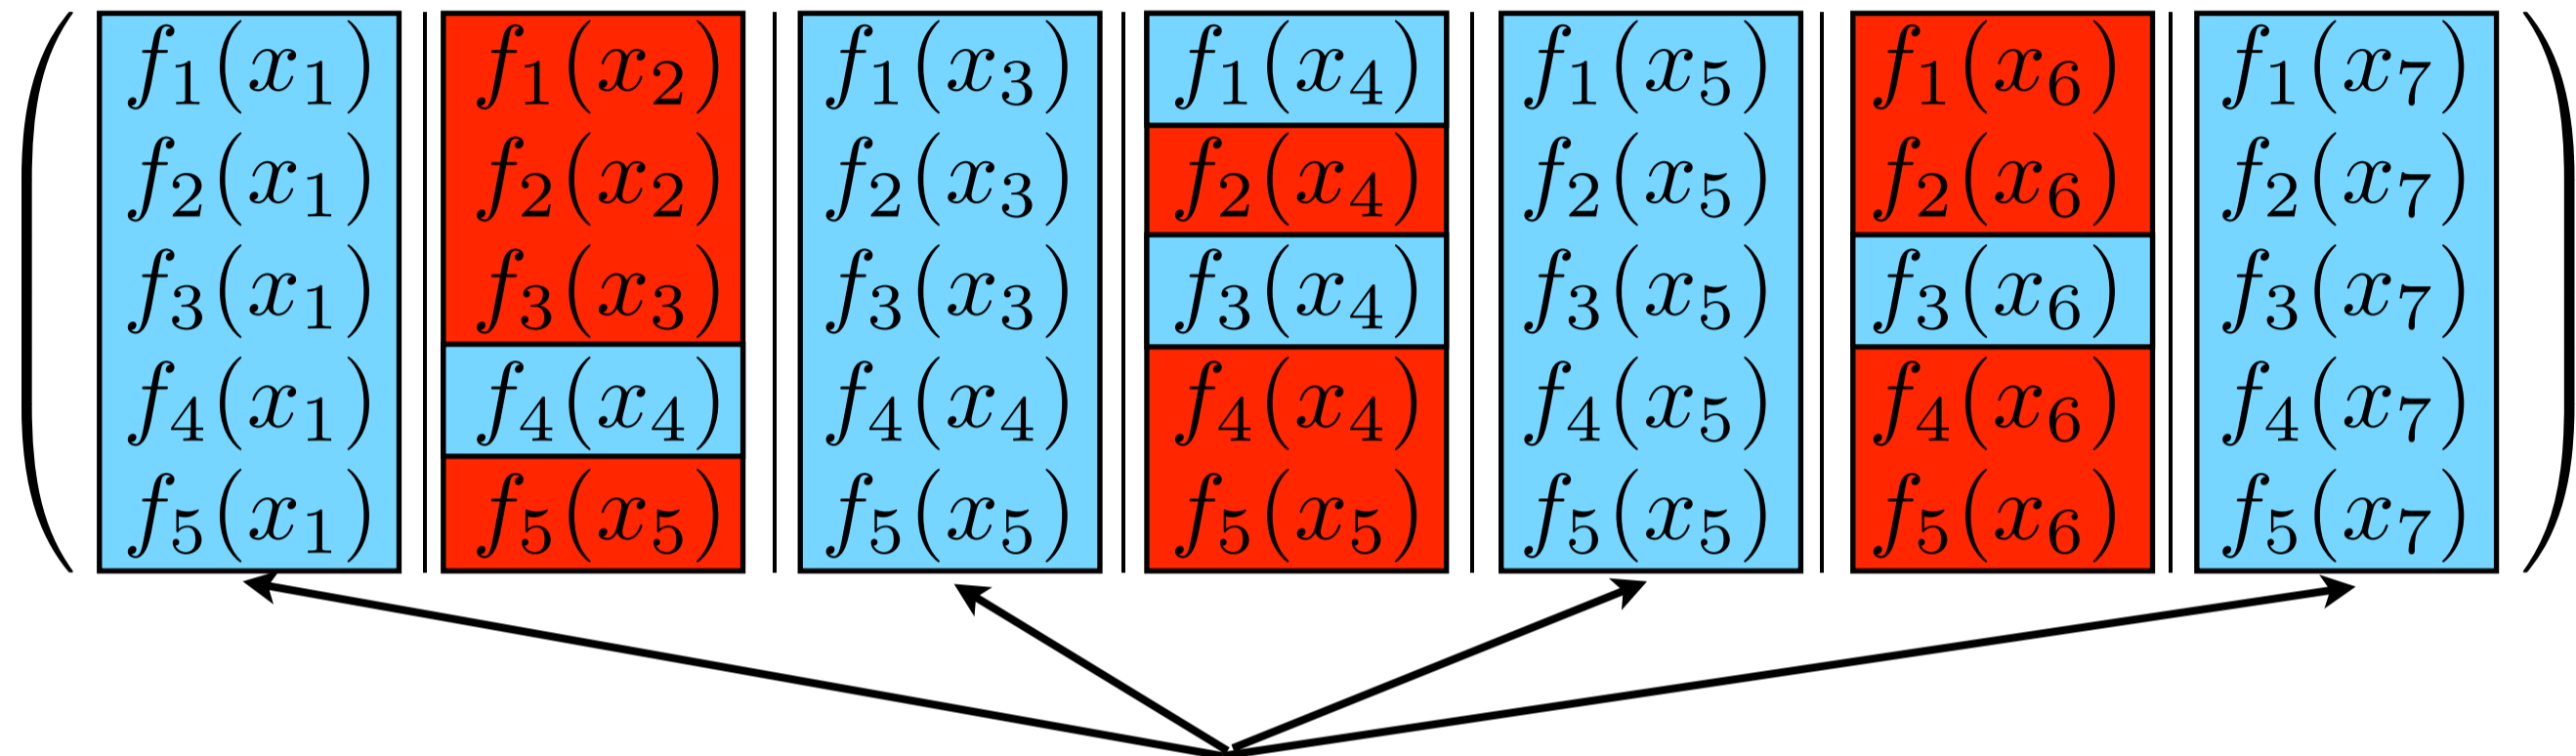 f₁(x₁) f₁(x₂) f₁(x₃) f₁(x₄) f₁(x₅) f₁(x₆) f₁(x₇)
f₂(x₁) f₂(x₂) f₂(x₃) f₂(x₄) f₂(x₅) f₂(x₆) f₂(x₇)
f₃(x₁) f₃(x₃) f₃(x₃) f₃(x₄) f₃(x₅) f₃(x₆) f₃(x₇)
f₄(x₁) f₄(x₄) f₄(x₄) f₄(x₄) f₄(x₅) f₄(x₆) f₄(x₇)
f₅(x₁) f₅(x₅) f₅(x₅) f₅(x₅) f₅(x₅) f₅(x₆) f₅(x₇)